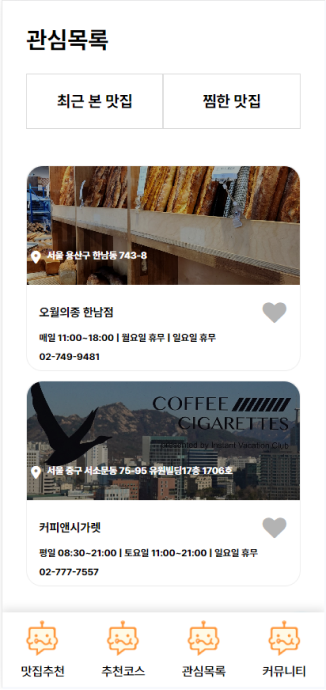 관심목록
최근 본 맛집
찜한 맛집
서울 용산구 한남동 743-8
오월의종 한남점
매일 11:00~18:00 | 월요일 휴무 | 일요일 휴무
02-749-9481
COFFEE
CIGARETTES
Presented by Instant Vacation Club
서울 중구 서소문동 75-95 유원빌딩17층 1706호
커피앤시가렛
평일 08:30~21:00 | 토요일 11:00~21:00 | 일요일 휴무
02-777-7557
맛집추천
추천코스
관심목록
커뮤니티